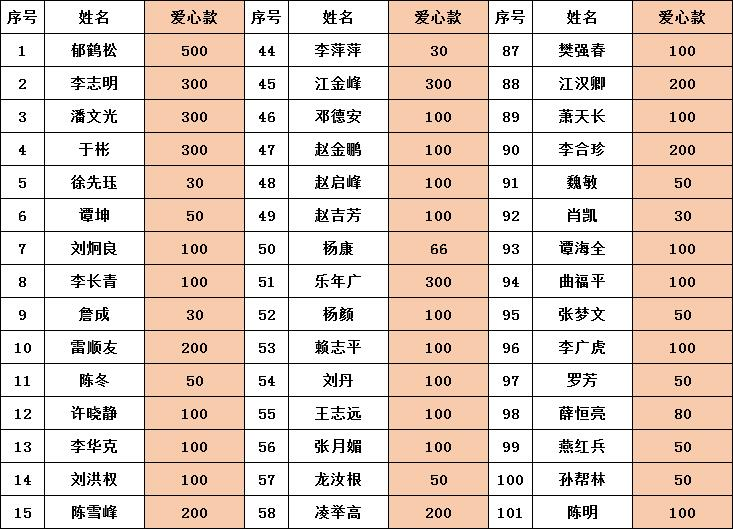 序号 姓名 爱心款 序号 姓名 爱心款 序号 姓名 爱心款
1 郁鹤松 500 44 李萍萍 30 87 樊强春 100
2 李志明 300 45 江金峰 300 88 江汉卿 200
3 潘文光 300 46 邓德安 100 89 萧天长 100
4 于彬 300 47 赵金鹏 100 90 李合珍 200
5 徐先珏 30 48 赵启峰 100 91 魏敏 50
6 谭坤 50 49 赵吉芳 100 92 肖凯 30
7 刘炯良 100 50 杨康 66 93 谭海全 100
8 李长青 100 51 乐年广 300 94 曲福平 100
9 詹成 30 52 杨颜 100 95 张梦文 50
10 雷顺友 200 53 赖志平 100 96 李广虎 100
11 陈冬 50 54 刘丹 100 97 罗芳 50
12 许晓静 100 55 王志远 100 98 薛恒亮 80
13 李华克 100 56 张月媚 100 99 燕红兵 50
14 刘洪权 100 57 龙汝根 50 100 孙帮林 50
15 陈雪峰 200 58 凌举高 200 101 陈明 100